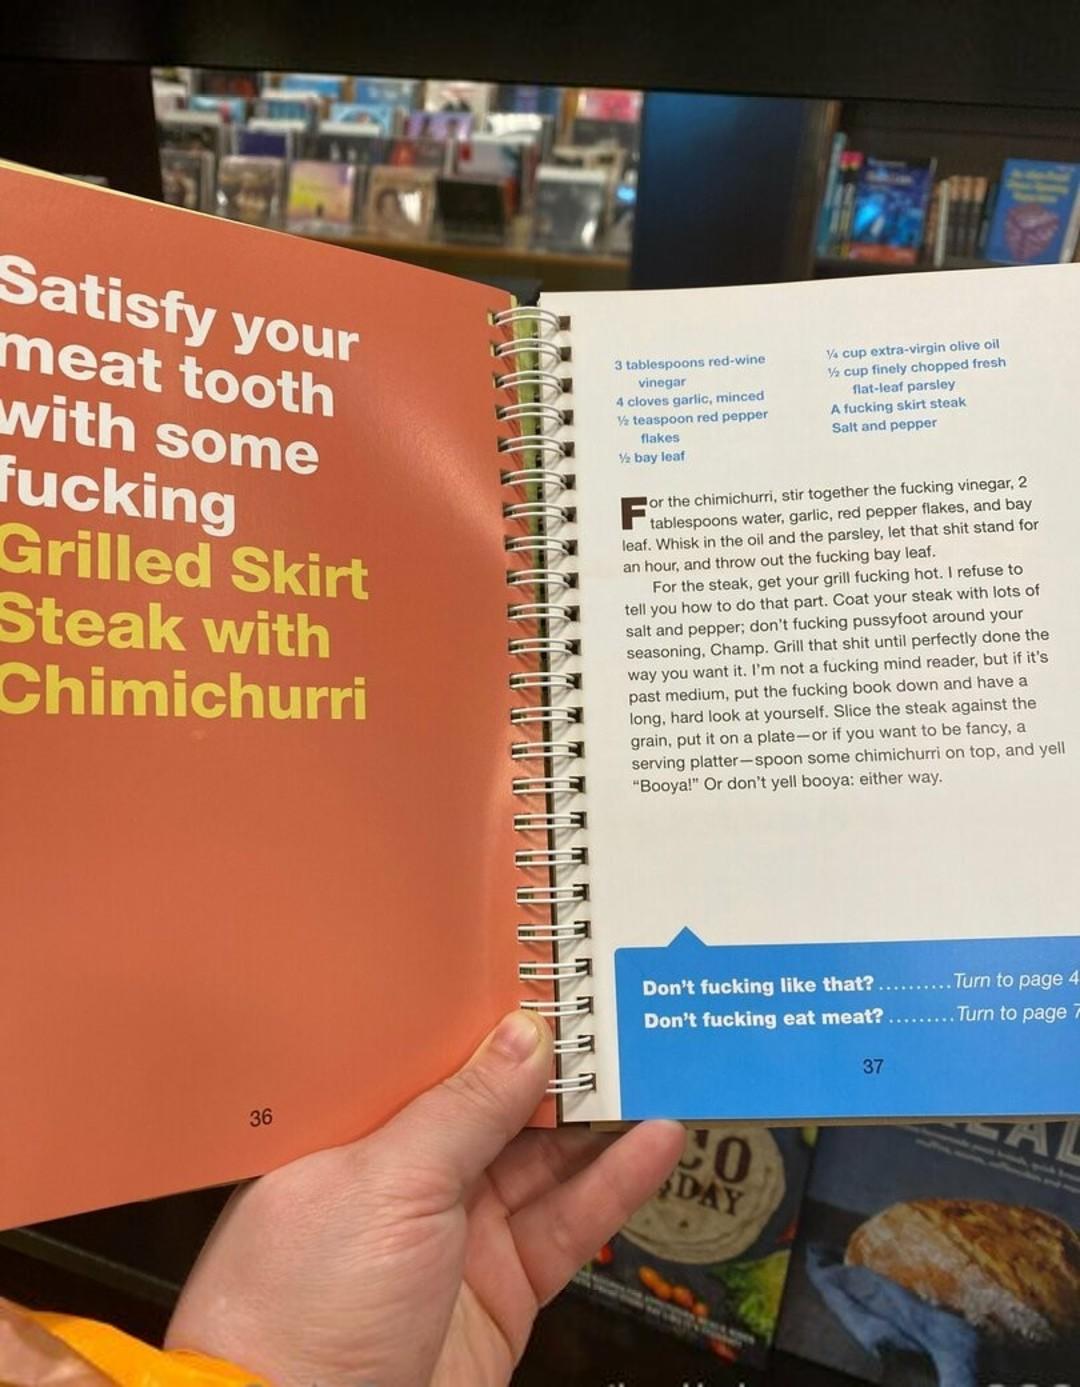 Satisfy your
meat tooth
with some
fucking
Grilled Skirt
Steak with
Chimichurri
36
3 tablespoons red-wine
vinegar
4 cloves garlic, minced
½ teaspoon red pepper
flakes
½ bay leaf
¼ cup extra-virgin olive oil
½ cup finely chopped fresh
flat-leaf parsley
A fucking skirt steak
Salt and pepper
For the chimichurri, stir together the fucking vinegar, 2
tablespoons water, garlic, red pepper flakes, and bay
leaf. Whisk in the oil and the parsley, let that shit stand for
an hour, and throw out the fucking bay leaf.
For the steak, get your grill fucking hot. I refuse to
tell you how to do that part. Coat your steak with lots of
salt and pepper; don't fucking pussyfoot around your
seasoning, Champ. Grill that shit until perfectly done the
way you want it. I'm not a fucking mind reader, but if it's
past medium, put the fucking book down and have a
long, hard look at yourself. Slice the steak against the
grain, put it on a plate—or if you want to be fancy, a
serving platter—spoon some chimichurri on top, and yell
"Booya!" Or don't yell booya: either way.
Don't fucking like that?..........Turn to page 4
Don't fucking eat meat?.........Turn to page 7
37
CO
DAY